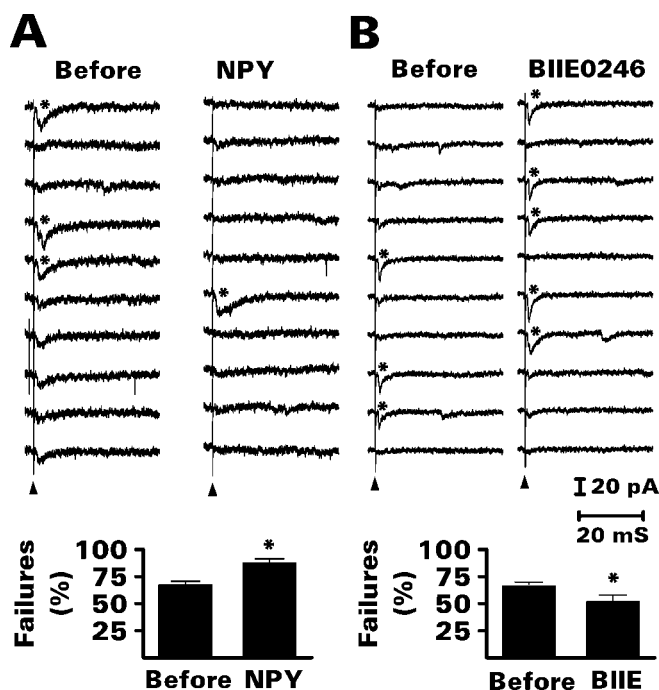 A
B
Before NPY
Before BIIE0246
*
*
*
*
*
*
*
*
*
*
*
*
20 pA
20 mS
Failures (%)
100
75
50
25
*
Before NPY
Failures (%)
100
75
50
25
*
Before BIIE